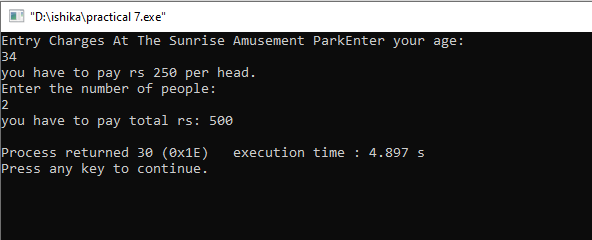 "D:\ishika\practical 7.exe"
Entry Charges At The Sunrise Amusement ParkEnter your age:
34
you have to pay rs 250 per head.
Enter the number of people:
2
you have to pay total rs: 500
Process returned 30 (0x1E)   execution time : 4.897 s
Press any key to continue.